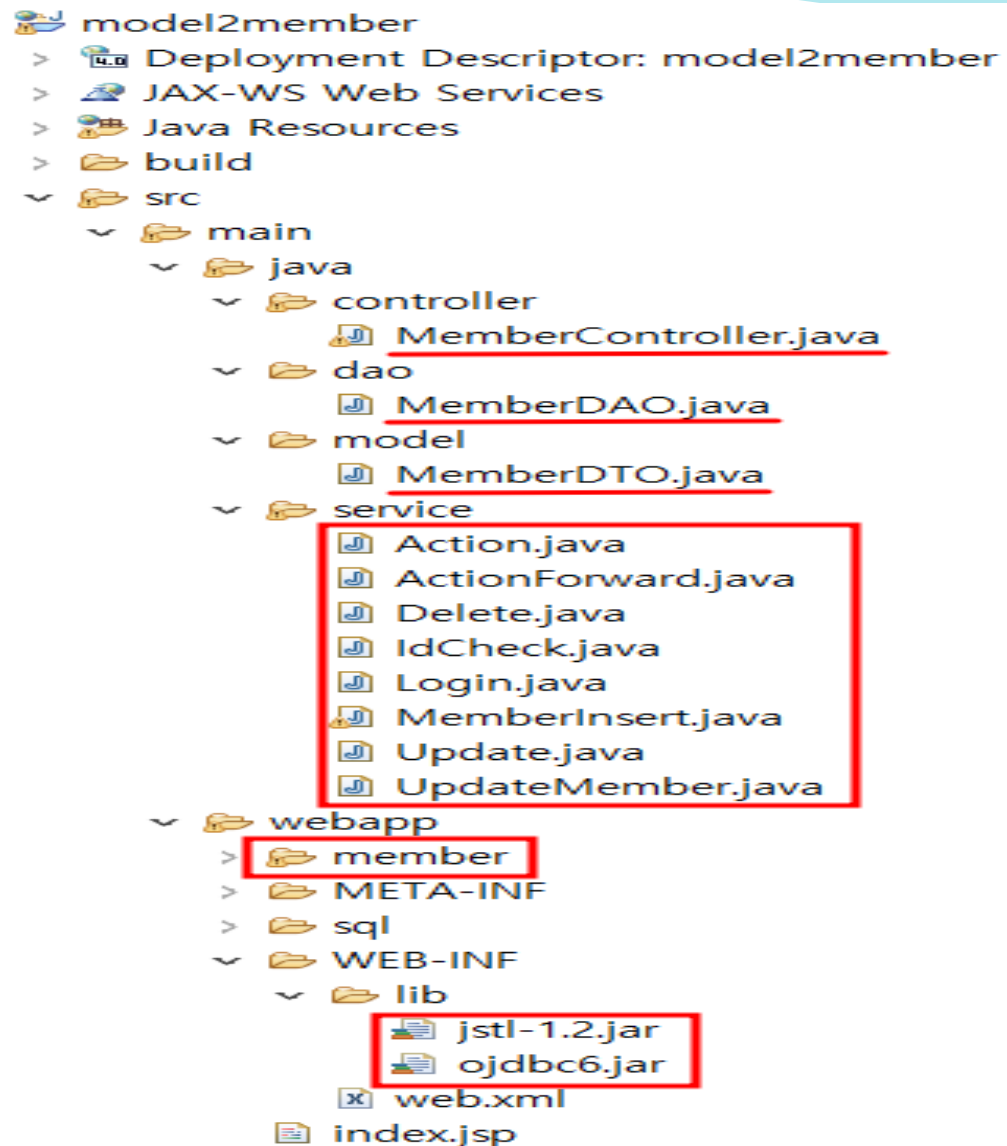 model2member
Deployment Descriptor: model2member
JAX-WS Web Services
Java Resources
build
src
main
java
controller
MemberController.java
dao
MemberDAO.java
model
MemberDTO.java
service
Action.java
ActionForward.java
Delete.java
IdCheck.java
Login.java
MemberInsert.java
Update.java
UpdateMember.java
webapp
member
META-INF
sql
WEB-INF
lib
jstl-1.2.jar
ojdbc6.jar
web.xml
index.jsp